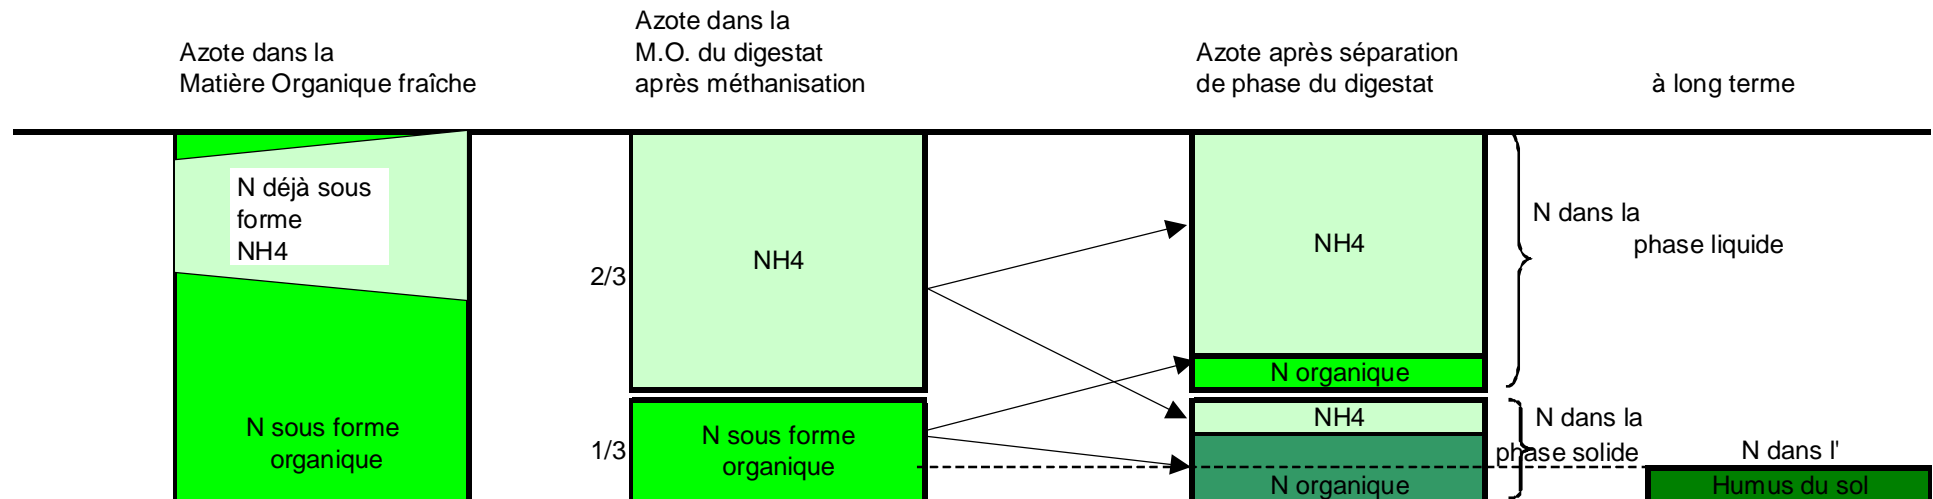 Azote dans la
Matière Organique fraîche
Azote dans la
M.O. du digestat
après méthanisation
Azote après séparation
de phase du digestat
à long terme
N déjà sous
forme
NH4
N sous forme
organique
2/3
NH4
1/3
N sous forme
organique
NH4
N organique
NH4
N organique
N dans la
phase liquide
N dans la
phase solide
N dans l'
Humus du sol